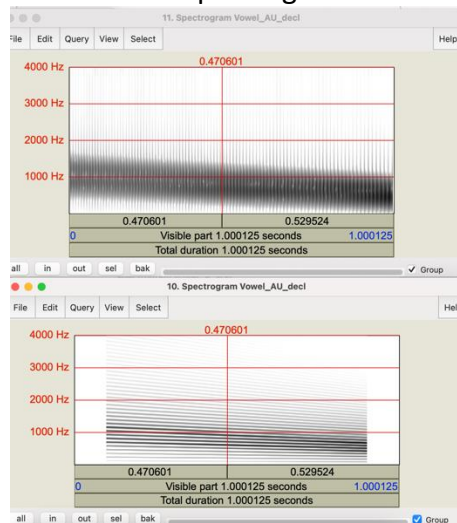 11. Spectrogram Vowel_AU_decl
File Edit Query View Select Help
0.470601
4000 Hz
3000 Hz
2000 Hz
1000 Hz
0.470601 0.529524
0 Visible part 1.000125 seconds 1.000125
Total duration 1.000125 seconds
all in out sel bak Group
10. Spectrogram Vowel_AU_decl
File Edit Query View Select Hel
0.470601
4000 Hz
3000 Hz
2000 Hz
1000 Hz
0.470601 0.529524
0 Visible part 1.000125 seconds 1.000125
Total duration 1.000125 seconds
all in out sel bak Group